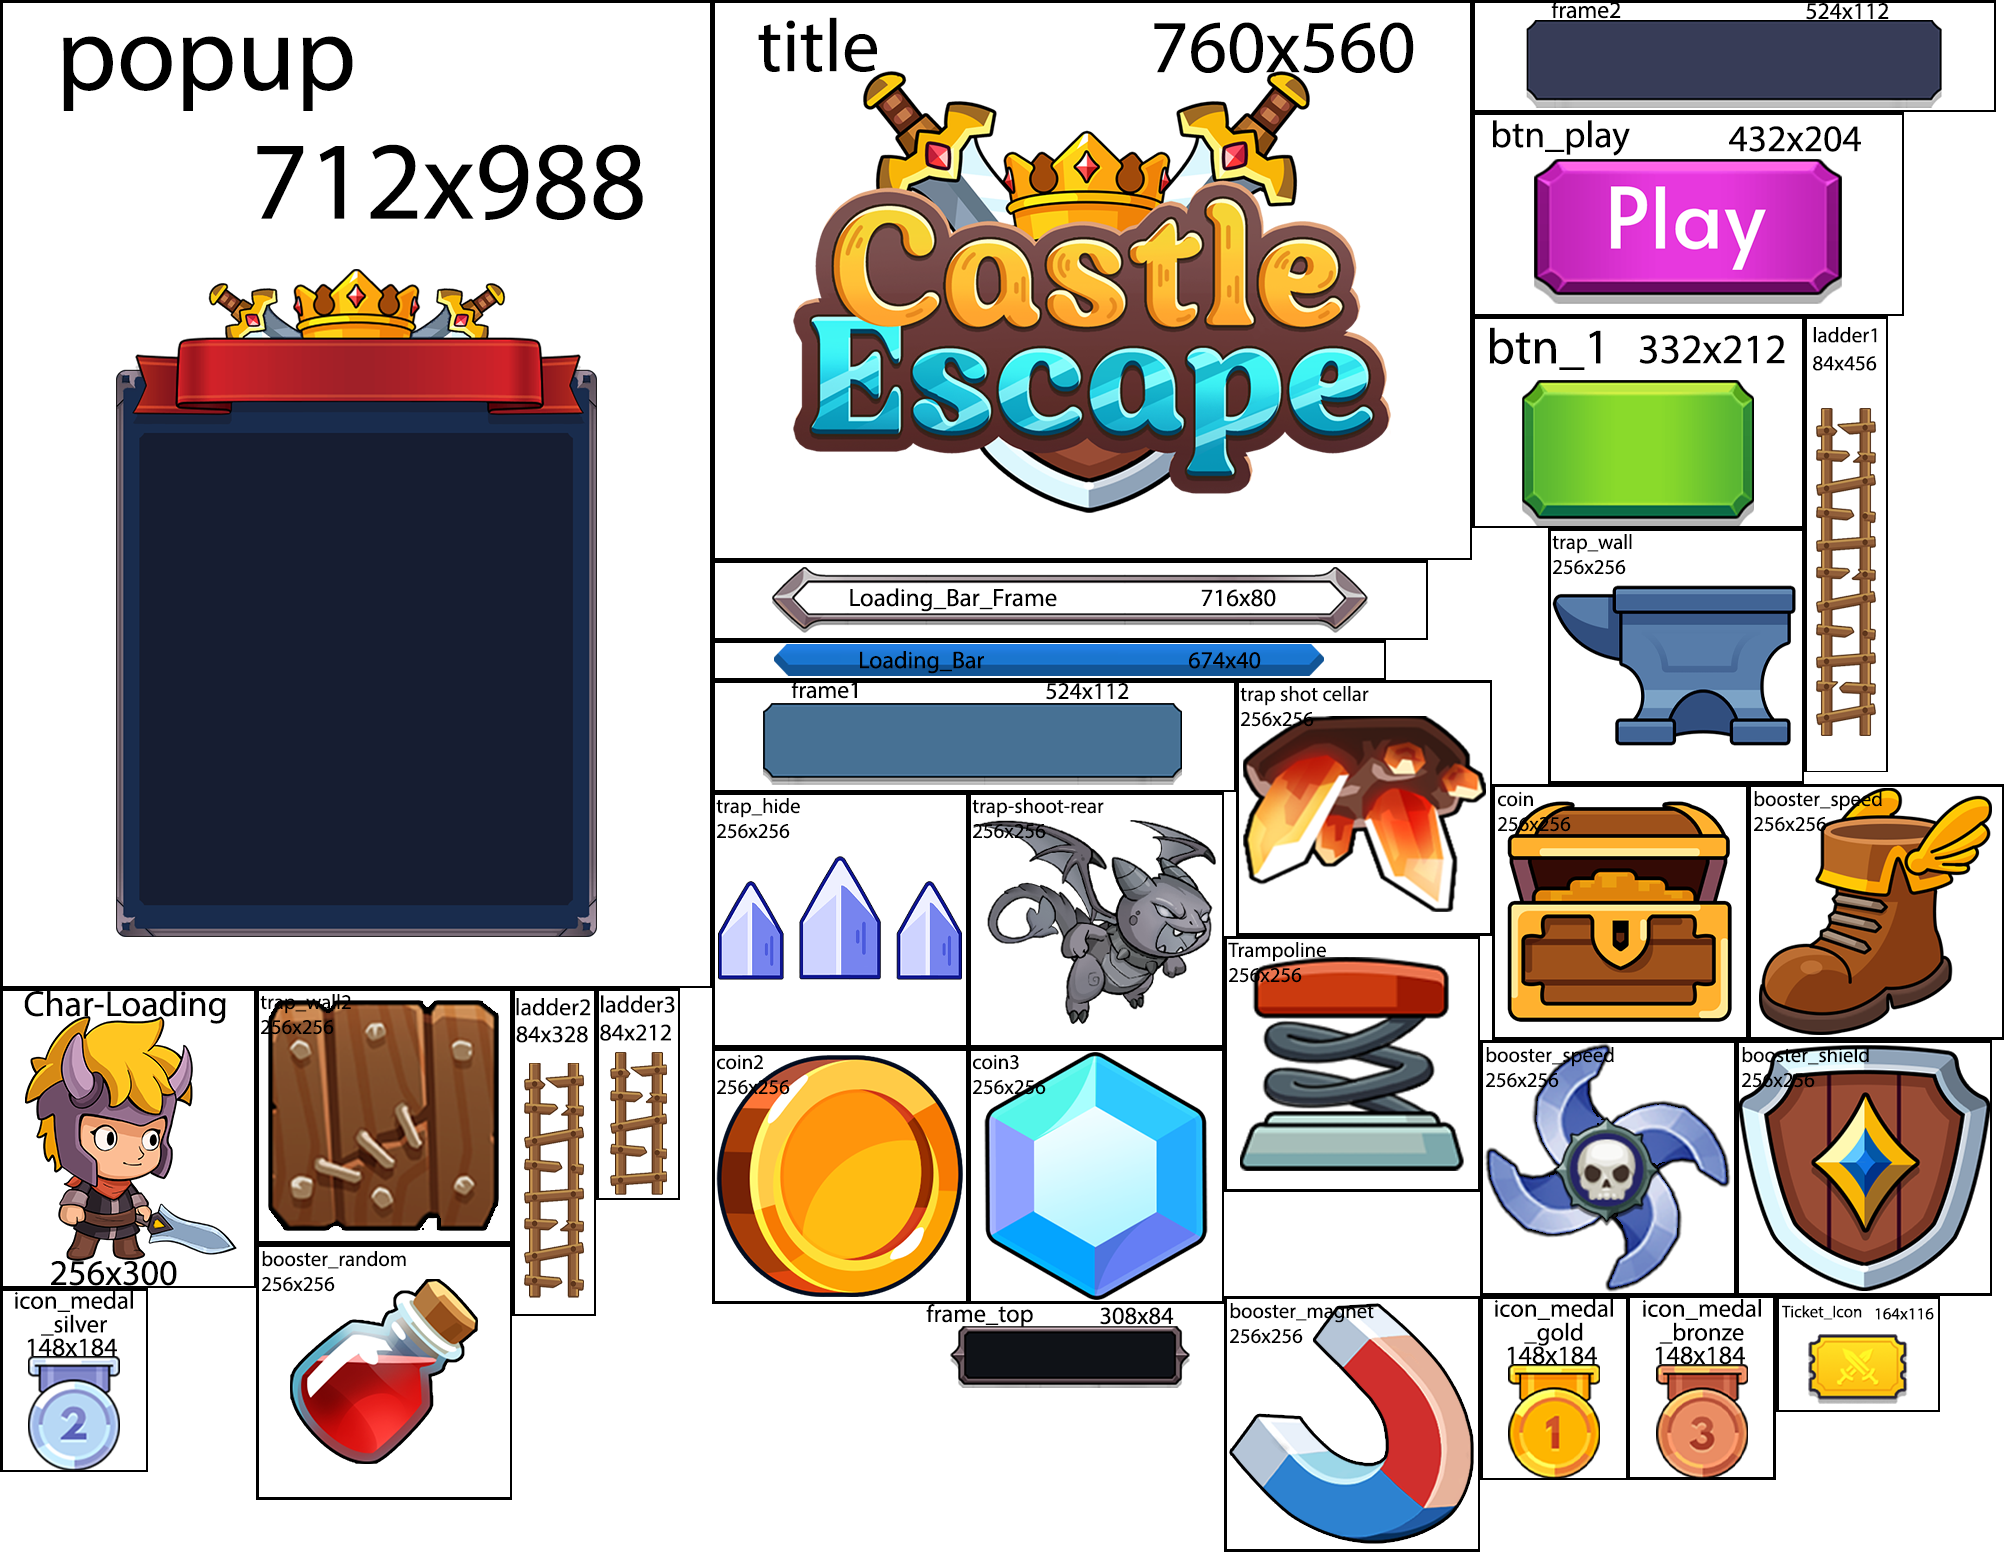 popup
712x988
title
760x560
Castle
Escape
frame2
524x112
btn_play
432x204
Play
btn_1
332x212
ladder1
84x456
trap_wall
256x256
Loading_Bar_Frame
716x80
Loading_Bar
674x40
frame1
524x112
trap shot cellar
256x256
trap_hide
256x256
trap-shoot-rear
256x256
coin
256x256
booster_speed
256x256
Trampoline
256x256
Char-Loading
256x300
trap_wall2
256x256
ladder2
84x328
ladder3
84x212
coin2
256x256
coin3
256x256
booster_speed
256x256
booster_shield
256x256
booster_random
256x256
icon_medal
_silver
148x184
2
frame_top
308x84
booster_magnet
256x256
icon_medal
_gold
148x184
1
icon_medal
_bronze
148x184
3
Ticket_Icon
164x116